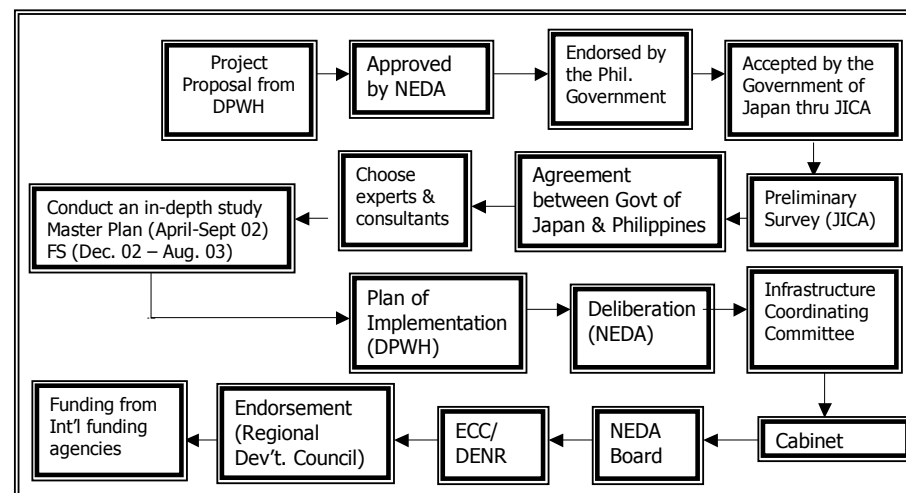 Project
Proposal from
DPWH
Approved
by NEDA
Endorsed by
the Phil.
Government
Accepted by the
Government of
Japan thru JICA
Preliminary
Survey (JICA)
Agreement
between Govt of
Japan & Philippines
Choose
experts &
consultants
Conduct an in-depth study
Master Plan (April-Sept 02)
FS (Dec. 02 – Aug. 03)
Plan of
Implementation
(DPWH)
Deliberation
(NEDA)
Infrastructure
Coordinating
Committee
Cabinet
NEDA
Board
ECC/
DENR
Endorsement
(Regional
Dev't. Council)
Funding from
Int'l funding
agencies